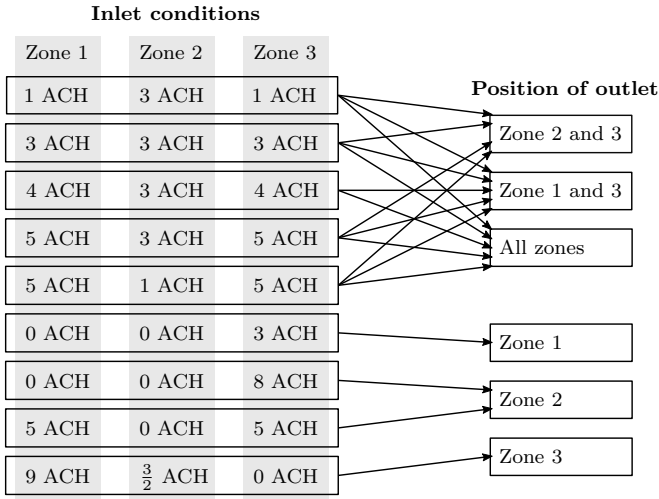 Inlet conditions
Zone 1 Zone 2 Zone 3
1 ACH 3 ACH 1 ACH
3 ACH 3 ACH 3 ACH
4 ACH 3 ACH 4 ACH
5 ACH 3 ACH 5 ACH
5 ACH 1 ACH 5 ACH
0 ACH 0 ACH 3 ACH
0 ACH 0 ACH 8 ACH
5 ACH 0 ACH 5 ACH
9 ACH 3/2 ACH 0 ACH
Position of outlet
Zone 2 and 3
Zone 1 and 3
All zones
Zone 1
Zone 2
Zone 3